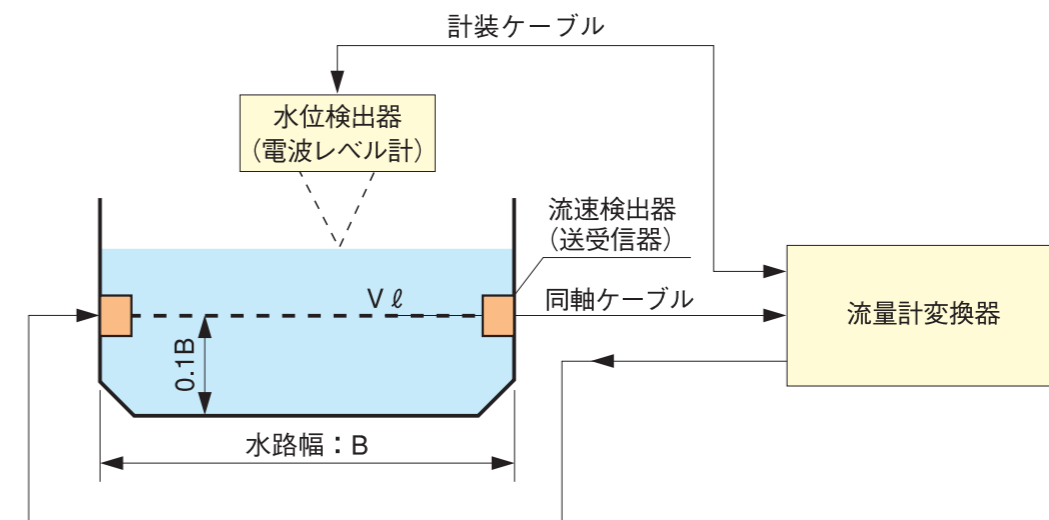 計装ケーブル
水位検出器
（電波レベル計）
流速検出器
（送受信器）
Vℓ
同軸ケーブル
流量計変換器
0.1B
水路幅：B